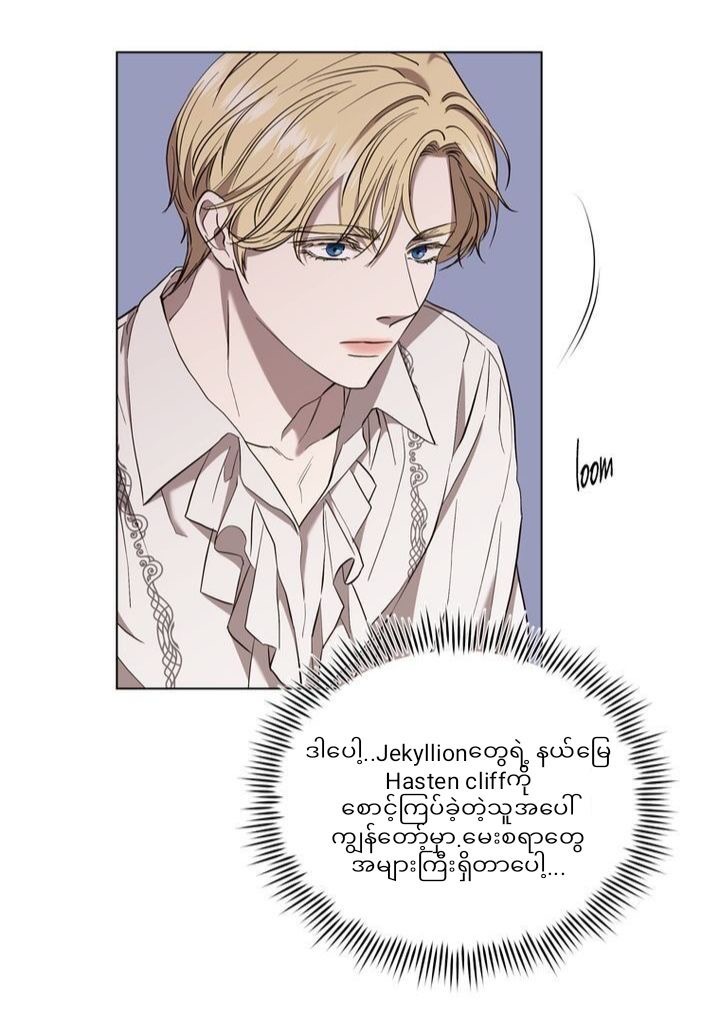 loom
ဒါပေါ့..Jekyllionတွေရဲ့ နယ်မြေ
Hasten cliffကို
စောင့်ကြပ်ခဲ့တဲ့သူအပေါ်
ကျွန်တော့်မှာ.မေးစရာတွေ
အများကြီးရှိတာပေါ့...